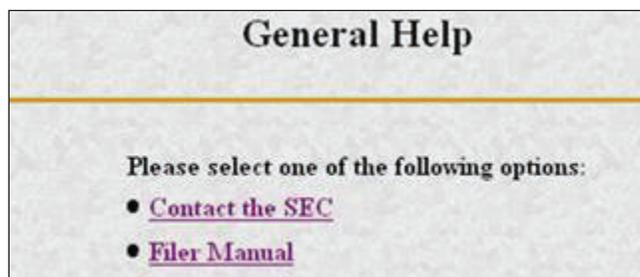 General Help
Please select one of the following options:
• Contact the SEC
• Filer Manual